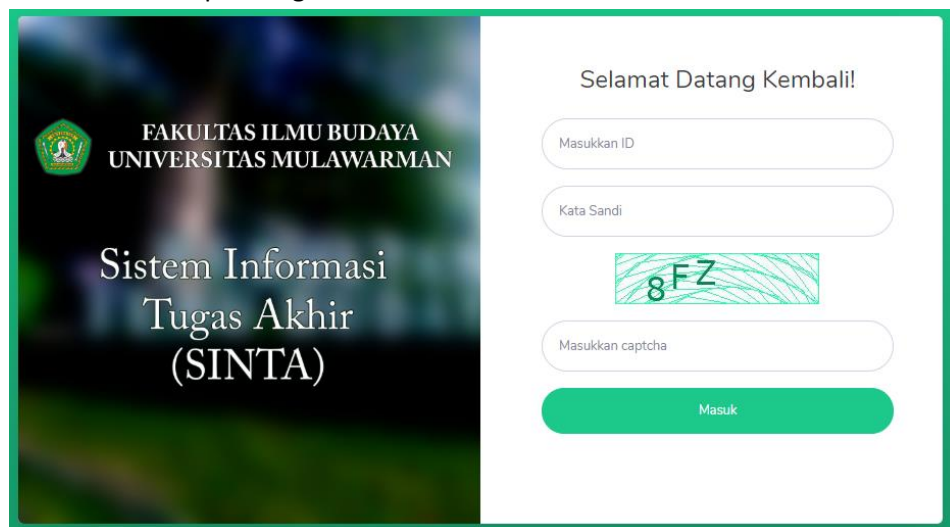 FAKULTAS ILMU BUDAYA
UNIVERSITAS MULAWARMAN
Sistem Informasi
Tugas Akhir
(SINTA)
Selamat Datang Kembali!
Masukkan ID
Kata Sandi
8FZ
Masukkan captcha
Masuk